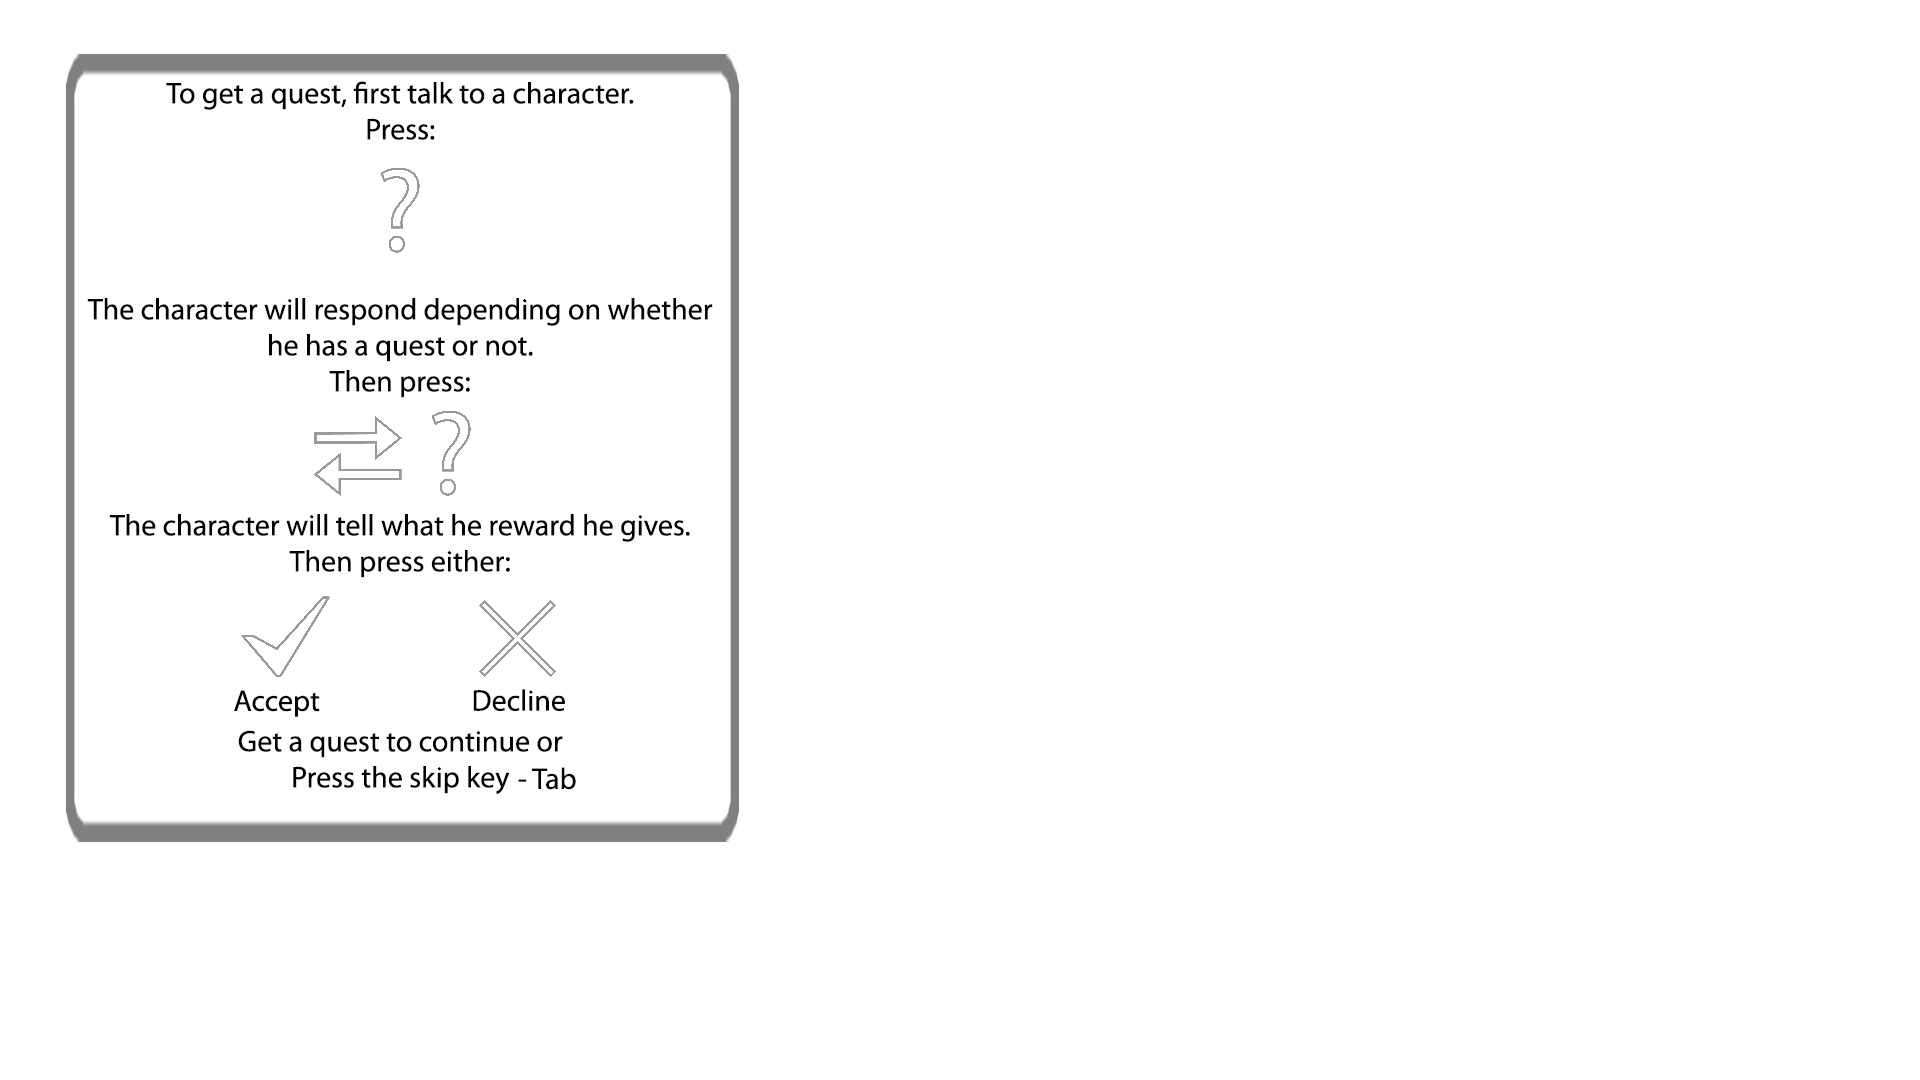 To get a quest, first talk to a character.
Press:
?
The character will respond depending on whether
he has a quest or not.
Then press:
?
The character will tell what he reward he gives.
Then press either:
Accept Decline
Get a quest to continue or
Press the skip key - Tab